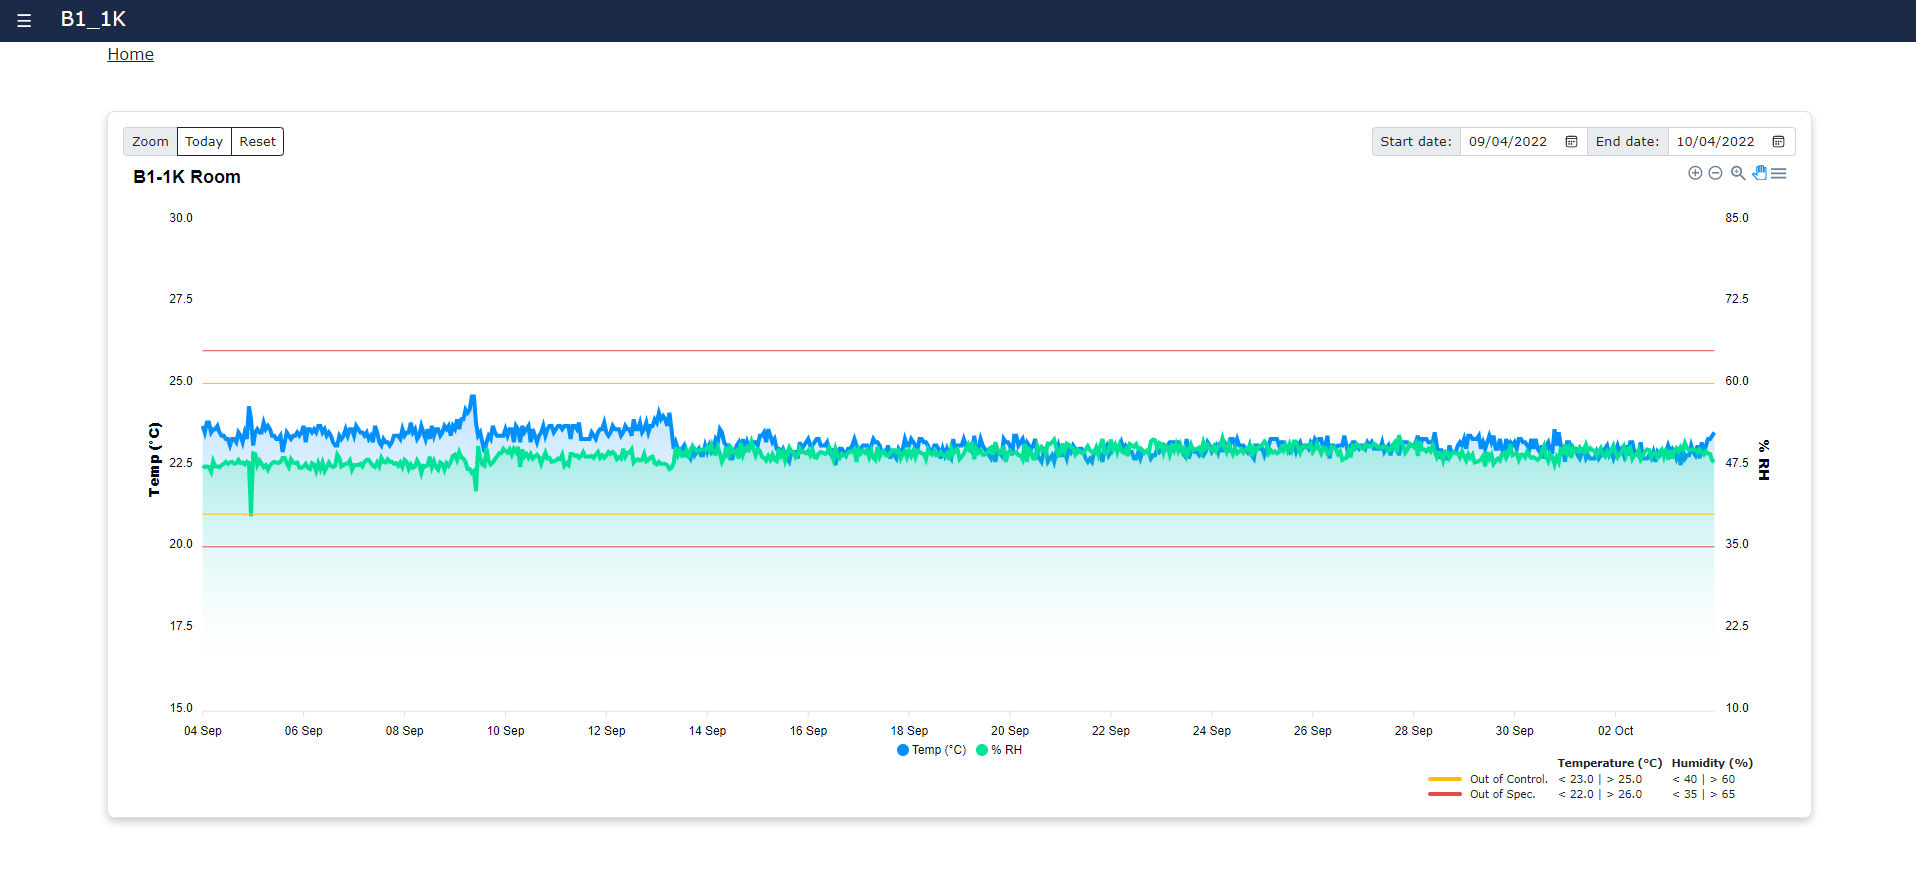 ☰ B1_1K
Home
Zoom Today Reset
Start date: 09/04/2022 End date: 10/04/2022
B1-1K Room
30.0 85.0
27.5 72.5
25.0 60.0
Temp (°C)
% RH
22.5 47.5
20.0 35.0
17.5 22.5
15.0 10.0
04 Sep 06 Sep 08 Sep 10 Sep 12 Sep 14 Sep 16 Sep 18 Sep 20 Sep 22 Sep 24 Sep 26 Sep 28 Sep 30 Sep 02 Oct
Temp (°C) % RH
Temperature (°C) Humidity (%)
Out of Control. < 23.0 | > 25.0 < 40 | > 60
Out of Spec. < 22.0 | > 26.0 < 35 | > 65